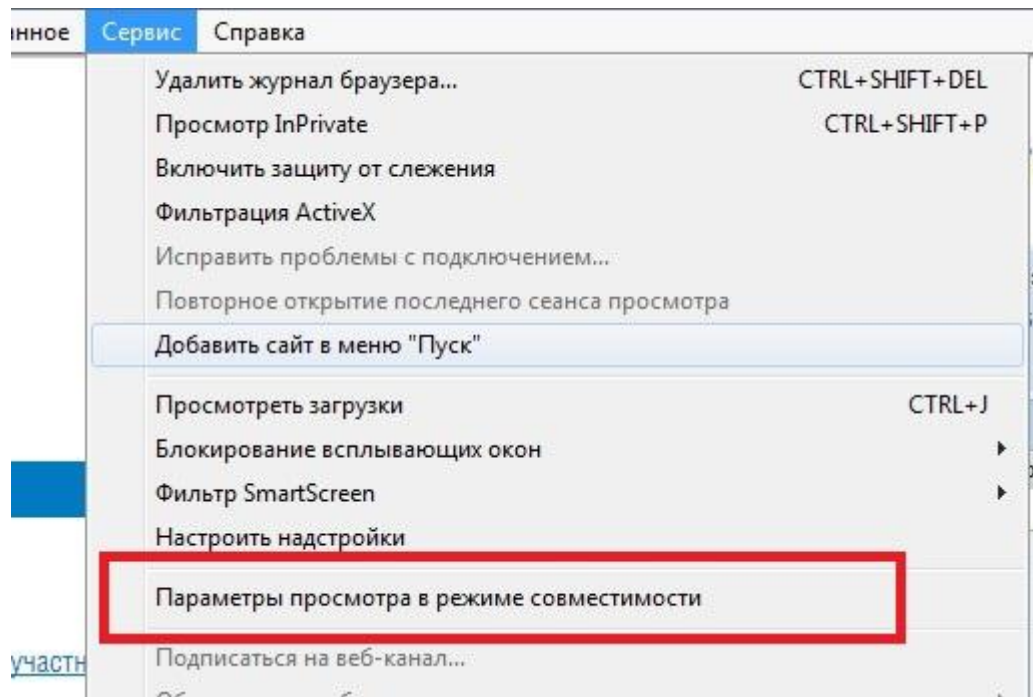 нное Сервис Справка
Удалить журнал браузера... CTRL+SHIFT+DEL
Просмотр InPrivate CTRL+SHIFT+P
Включить защиту от слежения
Фильтрация ActiveX
Исправить проблемы с подключением...
Повторное открытие последнего сеанса просмотра
Добавить сайт в меню "Пуск"
Просмотреть загрузки CTRL+J
Блокирование всплывающих окон
Фильтр SmartScreen
Настроить надстройки
Параметры просмотра в режиме совместимости
участн Подписаться на веб-канал...